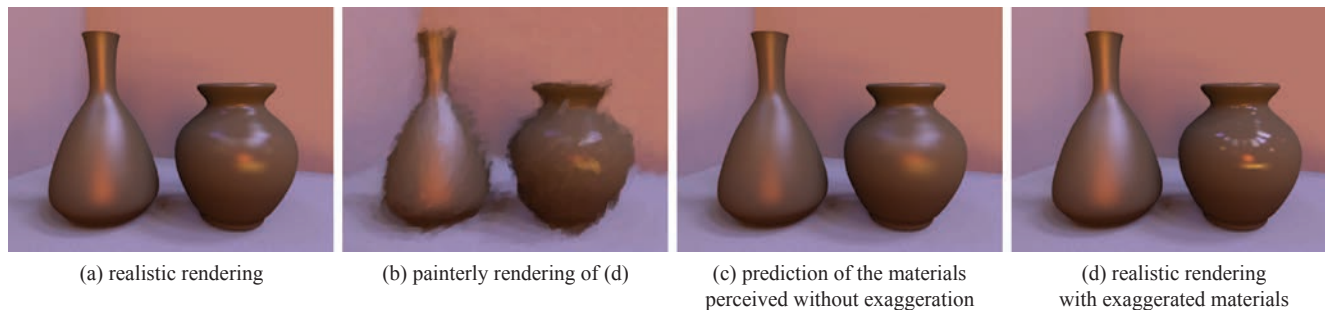 (a) realistic rendering
(b) painterly rendering of (d)
(c) prediction of the materials
perceived without exaggeration
(d) realistic rendering
with exaggerated materials